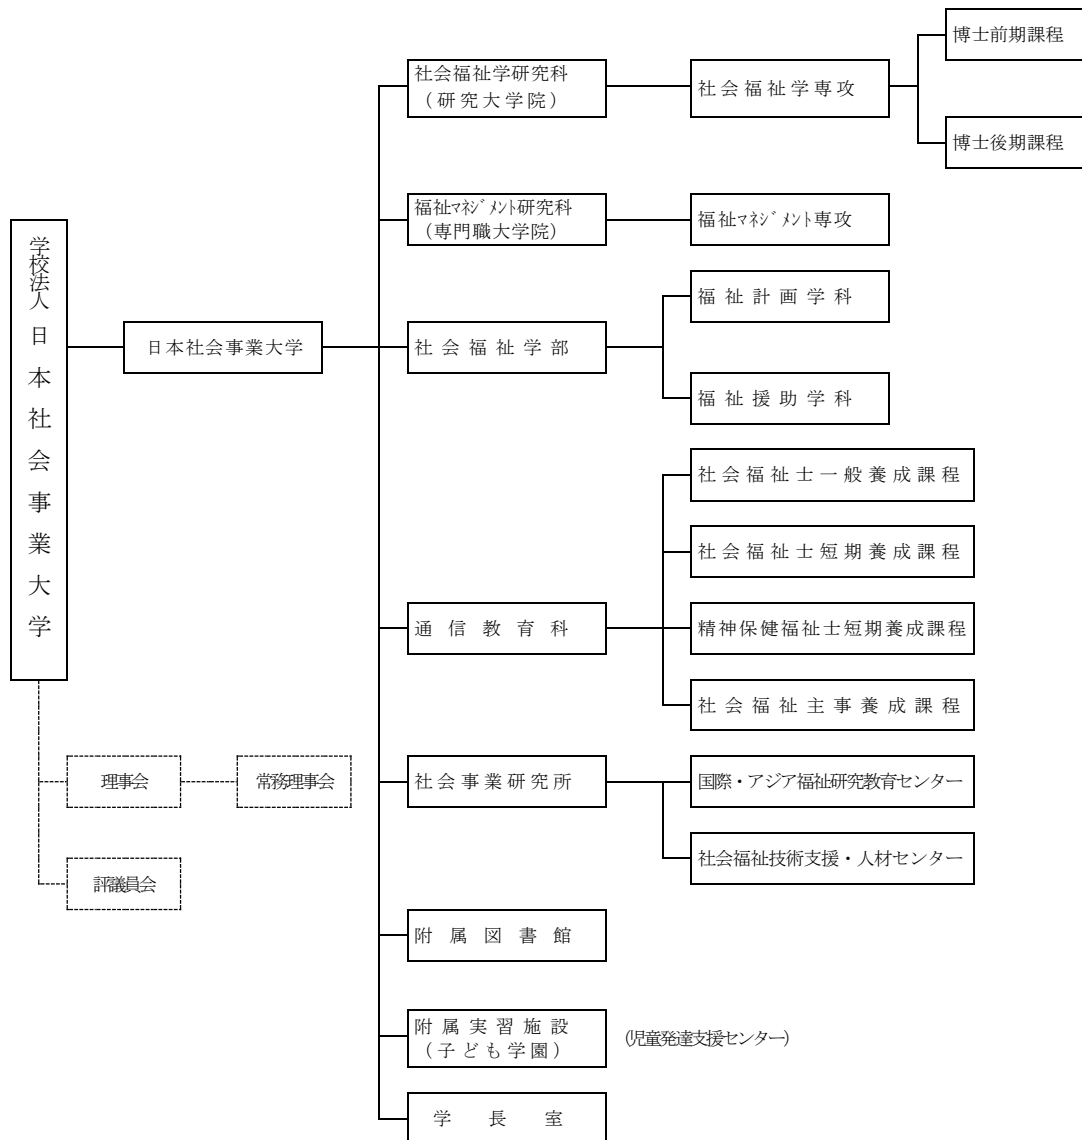 学校法人日本社会事業大学
日本社会事業大学
社会福祉学研究科
（研究大学院）
社会福祉学専攻
博士前期課程
博士後期課程
福祉ﾏﾈｼﾞﾒﾝﾄ研究科
（専門職大学院）
福祉ﾏﾈｼﾞﾒﾝﾄ専攻
社会福祉学部
福祉計画学科
福祉援助学科
通信教育科
社会福祉士一般養成課程
社会福祉士短期養成課程
精神保健福祉士短期養成課程
社会福祉主事養成課程
社会事業研究所
国際・アジア福祉研究教育センター
社会福祉技術支援・人材センター
附属図書館
附属実習施設
（子ども学園）
(児童発達支援センター)
学長室
理事会
常務理事会
評議員会